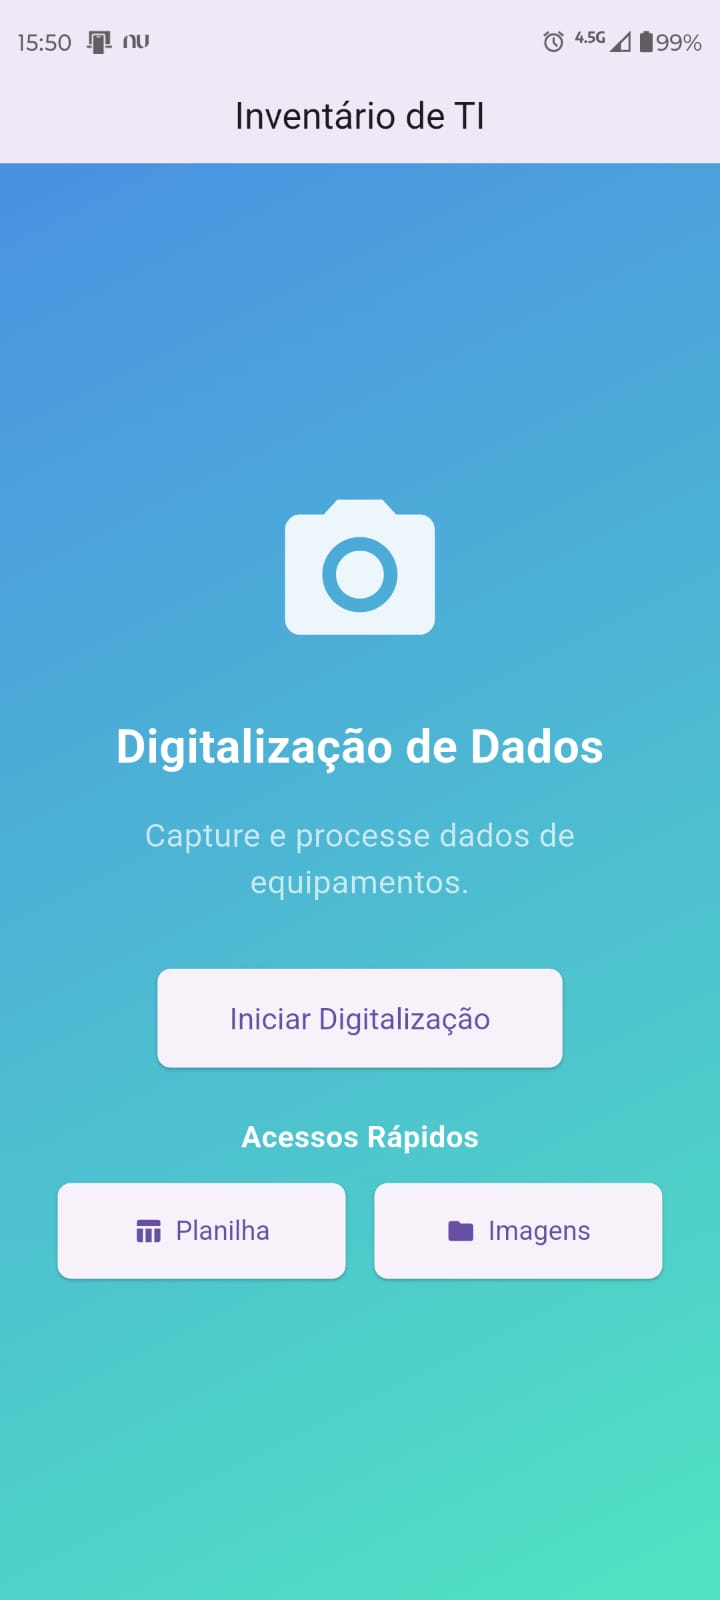 15:50 nu 4.5G 99%
Inventário de TI
Digitalização de Dados
Capture e processe dados de
equipamentos.
Iniciar Digitalização
Acessos Rápidos
Planilha Imagens